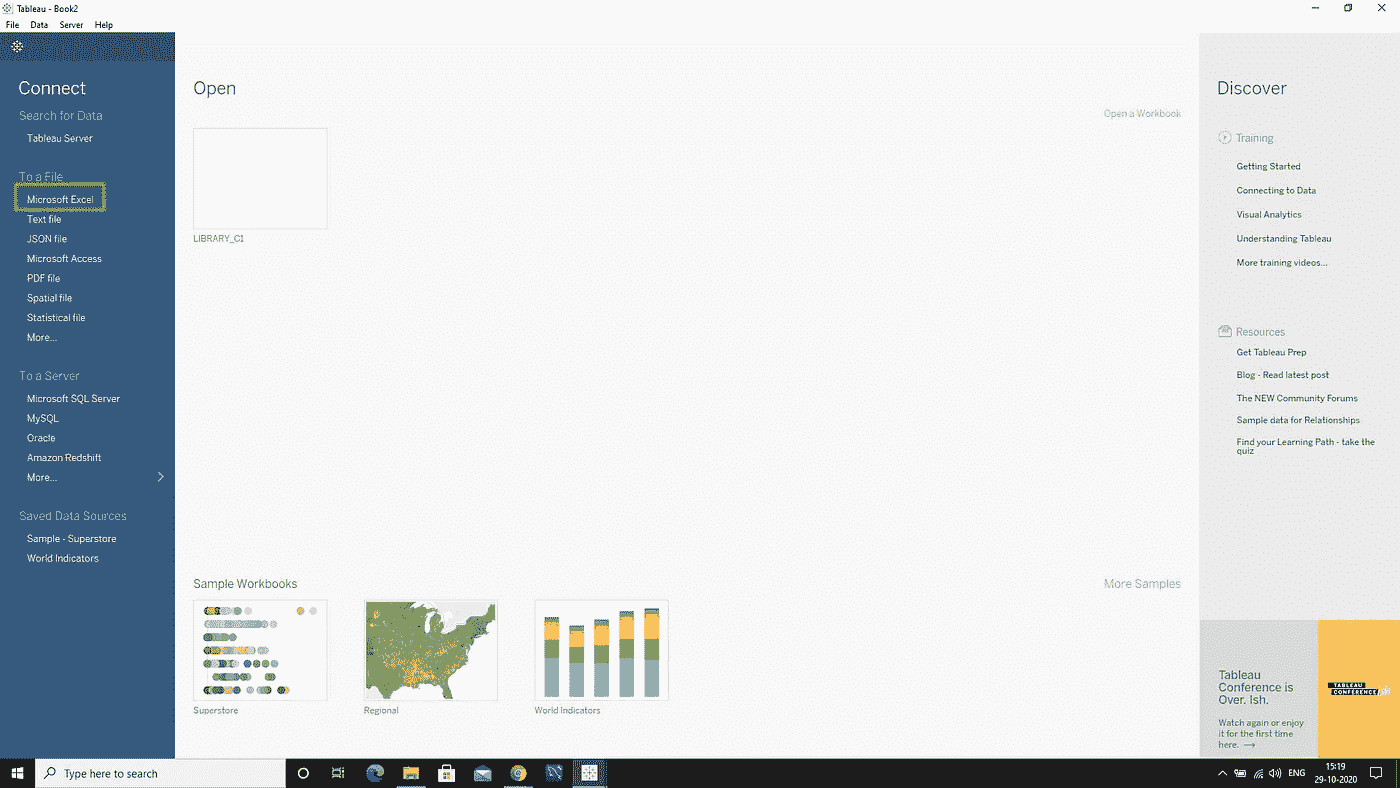 Tableau - Book2
File Data Server Help
Connect
Search for Data
Tableau Server
To a File
Microsoft Excel
Text file
JSON file
Microsoft Access
PDF file
Spatial file
Statistical file
More...
To a Server
Microsoft SQL Server
MySQL
Oracle
Amazon Redshift
More...
Saved Data Sources
Sample - Superstore
World Indicators
Open
Open a Workbook
LIBRARY_C1
Sample Workbooks
More Samples
Superstore
Regional
World Indicators
Discover
Training
Getting Started
Connecting to Data
Visual Analytics
Understanding Tableau
More training videos...
Resources
Get Tableau Prep
Blog - Read latest post
The NEW Community Forums
Sample data for Relationships
Find your Learning Path - take the
quiz
Tableau
Conference is
Over. Ish.
Watch again or enjoy
it for the first time
here. →
TABLEAU
CONFERENCE
Type here to search
ENG
15:19
29-10-2020